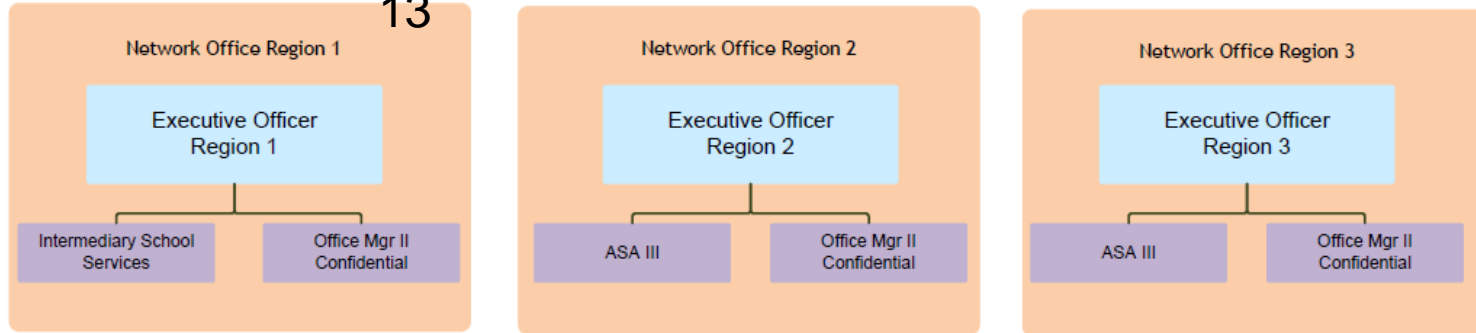 13
Network Office Region 1
Executive Officer
Region 1
Intermediary School
Services
Office Mgr II
Confidential
Network Office Region 2
Executive Officer
Region 2
ASA III
Office Mgr II
Confidential
Network Office Region 3
Executive Officer
Region 3
ASA III
Office Mgr II
Confidential